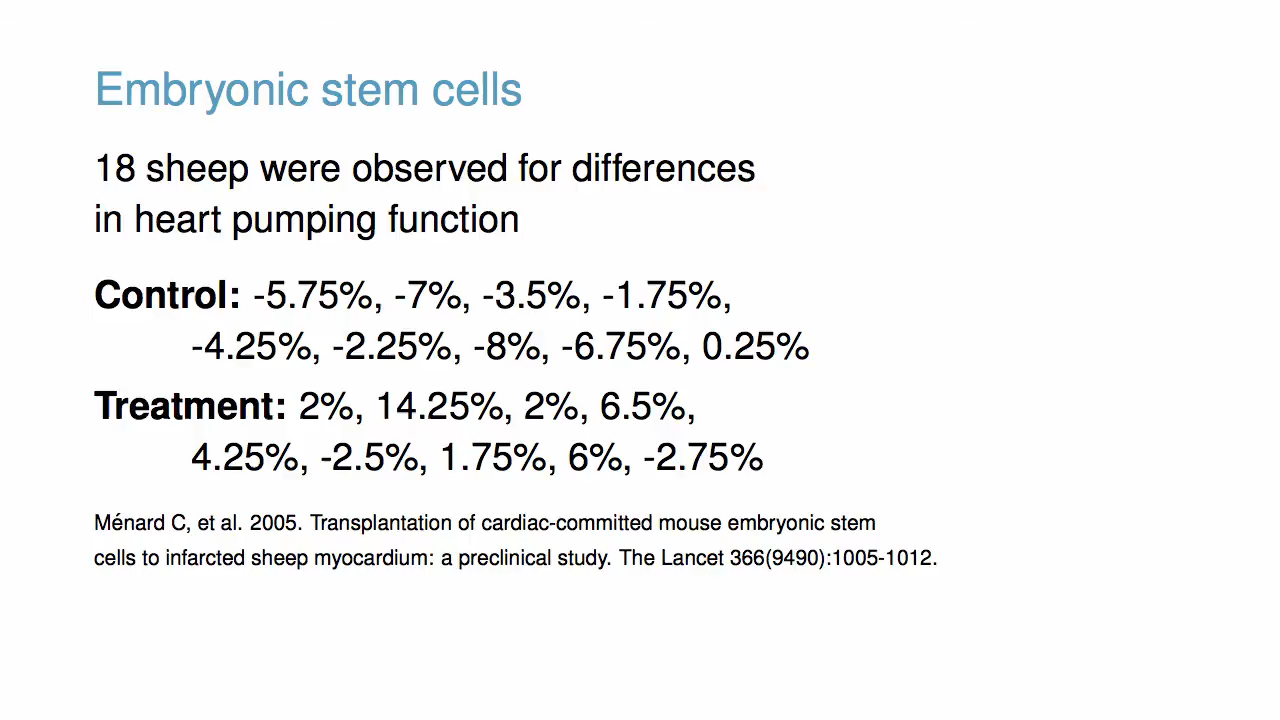 Embryonic stem cells
18 sheep were observed for differences
in heart pumping function
Control: -5.75%, -7%, -3.5%, -1.75%,
-4.25%, -2.25%, -8%, -6.75%, 0.25%
Treatment: 2%, 14.25%, 2%, 6.5%,
4.25%, -2.5%, 1.75%, 6%, -2.75%
Ménard C, et al. 2005. Transplantation of cardiac-committed mouse embryonic stem
cells to infarcted sheep myocardium: a preclinical study. The Lancet 366(9490):1005-1012.